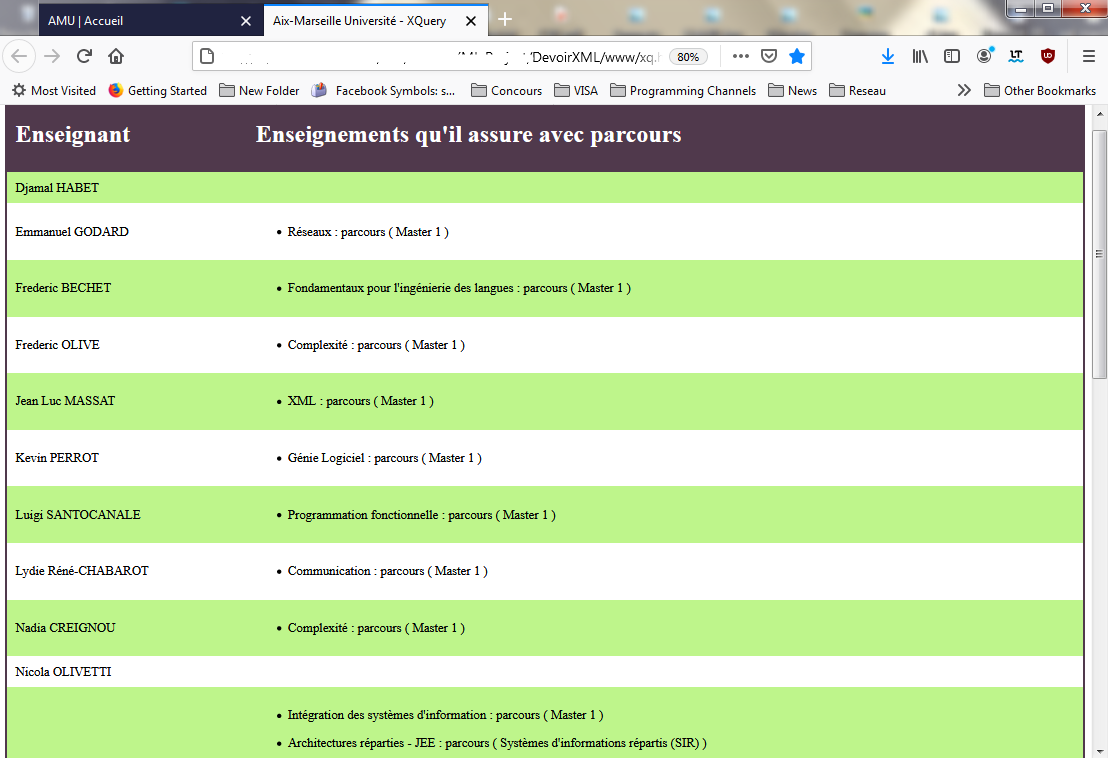 AMU | Accueil
Aix-Marseille Université - XQuery
/DevoirXML/www/xq.
80%
LT
Most Visited
Getting Started
New Folder
Facebook Symbols: s...
Concours
VISA
Programming Channels
News
Reseau
Other Bookmarks
Enseignant Enseignements qu'il assure avec parcours
Djamal HABET
Emmanuel GODARD • Réseaux : parcours ( Master 1 )
Frederic BECHET • Fondamentaux pour l'ingénierie des langues : parcours ( Master 1 )
Frederic OLIVE • Complexité : parcours ( Master 1 )
Jean Luc MASSAT • XML : parcours ( Master 1 )
Kevin PERROT • Génie Logiciel : parcours ( Master 1 )
Luigi SANTOCANALE • Programmation fonctionnelle : parcours ( Master 1 )
Lydie Réné-CHABAROT • Communication : parcours ( Master 1 )
Nadia CREIGNOU • Complexité : parcours ( Master 1 )
Nicola OLIVETTI
• Intégration des systèmes d'information : parcours ( Master 1 )
• Architectures réparties - JEE : parcours ( Systèmes d'informations répartis (SIR) )